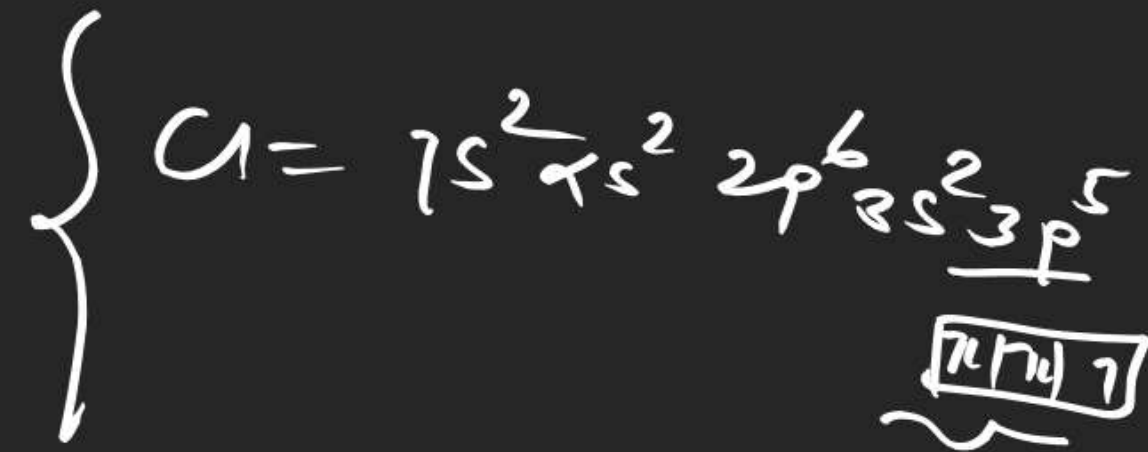 Cl = 1s² 2s² 2p⁶ 3s² 3p⁵
↑↓ | ↑↓ | ↑